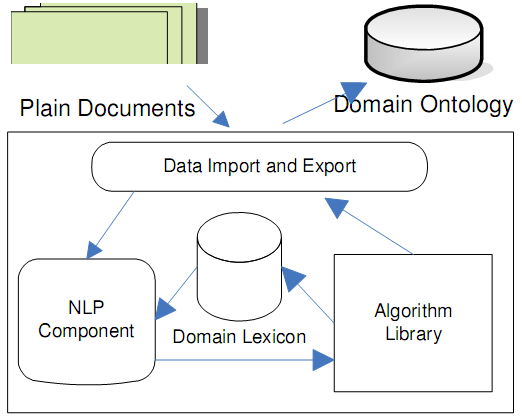 Plain Documents
Domain Ontology
Data Import and Export
NLP
Component
Domain Lexicon
Algorithm
Library